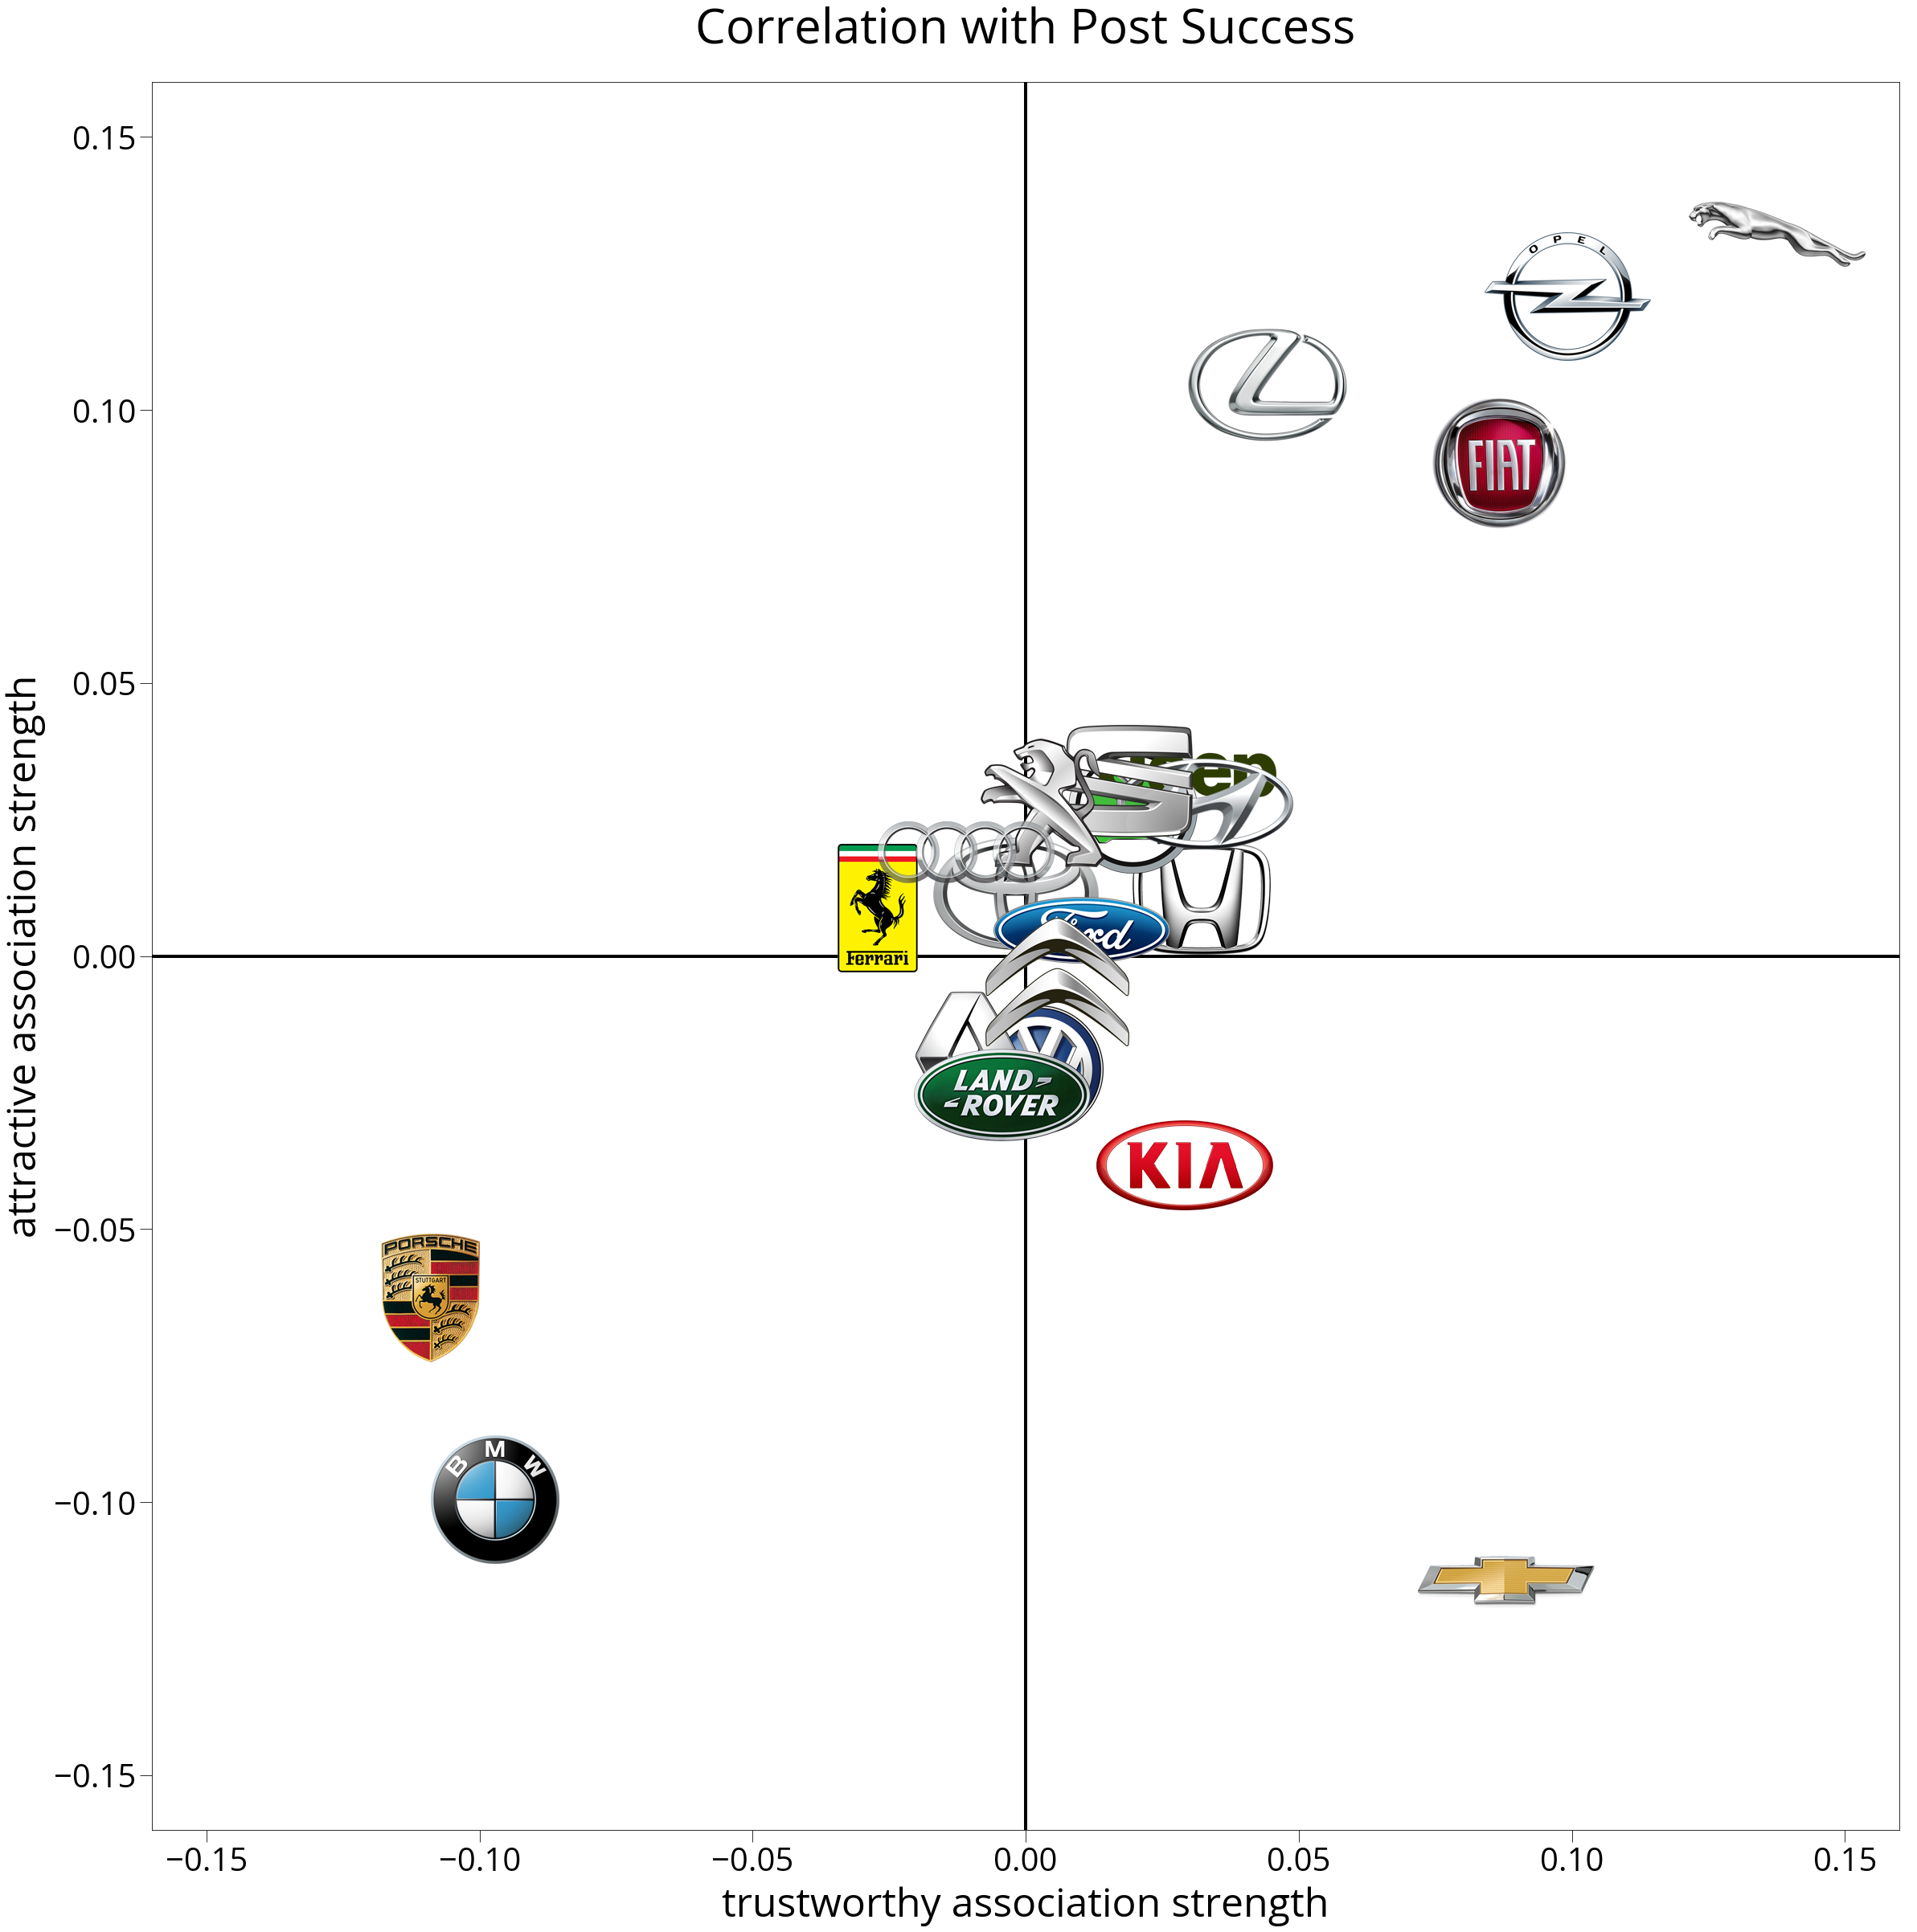 Correlation with Post Success
attractive association strength
0.15
0.10
0.05
0.00
−0.05
−0.10
−0.15
OPEL
FIAT
Ferrari
Ford
LAND-
-ROVER
KIA
PORSCHE
STUTTGART
BMW
−0.15
−0.10
−0.05
0.00
0.05
0.10
0.15
trustworthy association strength